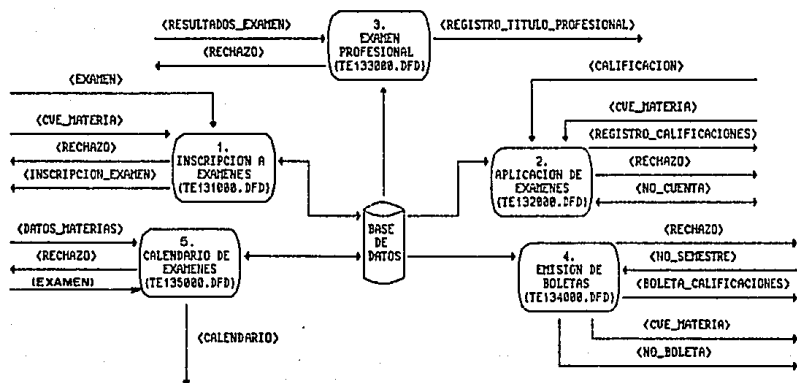 <RESULTADOS_EXAMEN>
<RECHAZO>
3.
EXAMEN
PROFESIONAL
(TE133000.DFD)
<REGISTRO_TITULO_PROFESIONAL>
<EXAMEN>
<CVE_MATERIA>
<RECHAZO>
<INSCRIPCION_EXAMEN>
1.
INSCRIPCION A
EXAMENES
(TE131000.DFD)
<CALIFICACION>
<CVE_MATERIA>
<REGISTRO_CALIFICACIONES>
<RECHAZO>
<NO_CUENTA>
2.
APLICACION DE
EXAMENES
(TE132000.DFD)
BASE
DE
DATOS
<DATOS_MATERIAS>
<RECHAZO>
(EXAMEN)
5.
CALENDARIO DE
EXAMENES
(TE135000.DFD)
<CALENDARIO>
4.
EMISION DE
BOLETAS
(TE134000.DFD)
<RECHAZO>
<NO_SEMESTRE>
<BOLETA_CALIFICACIONES>
<CVE_MATERIA>
<NO_BOLETA>